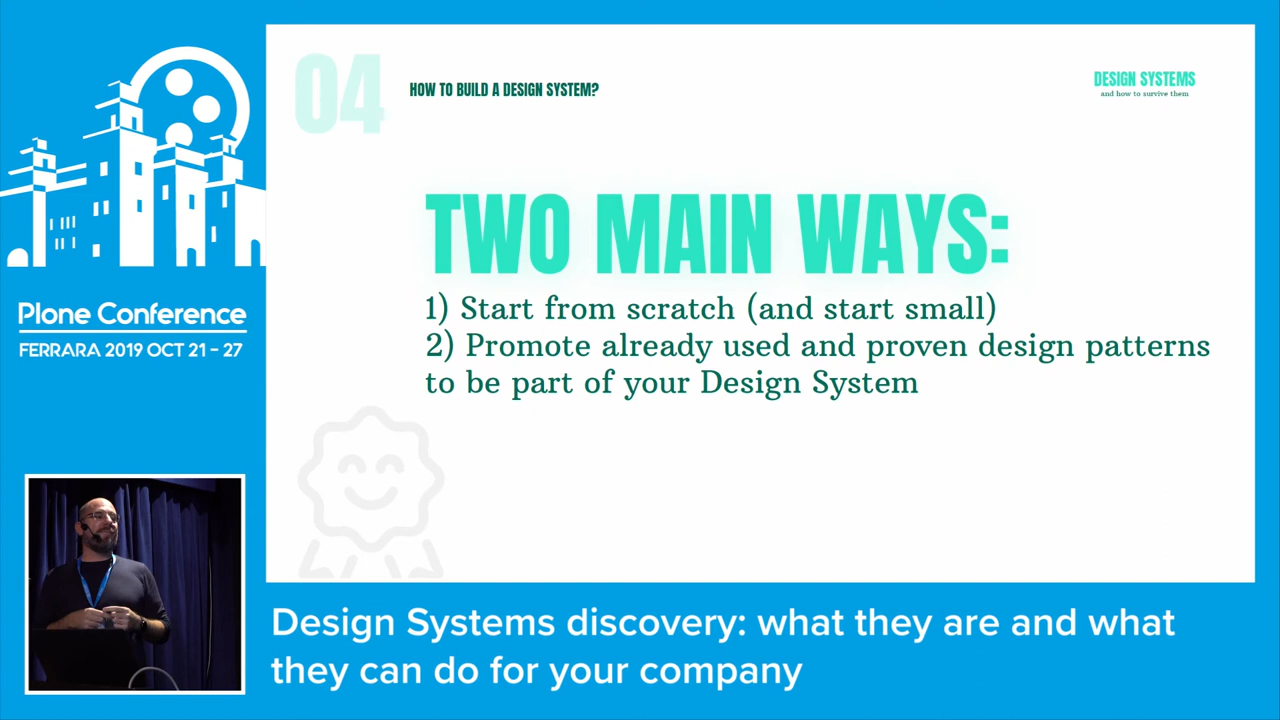 04
HOW TO BUILD A DESIGN SYSTEM?
DESIGN SYSTEMS
and how to survive them
TWO MAIN WAYS:
1) Start from scratch (and start small)
2) Promote already used and proven design patterns
to be part of your Design System
Plone Conference
FERRARA 2019 OCT 21 - 27
Design Systems discovery: what they are and what
they can do for your company